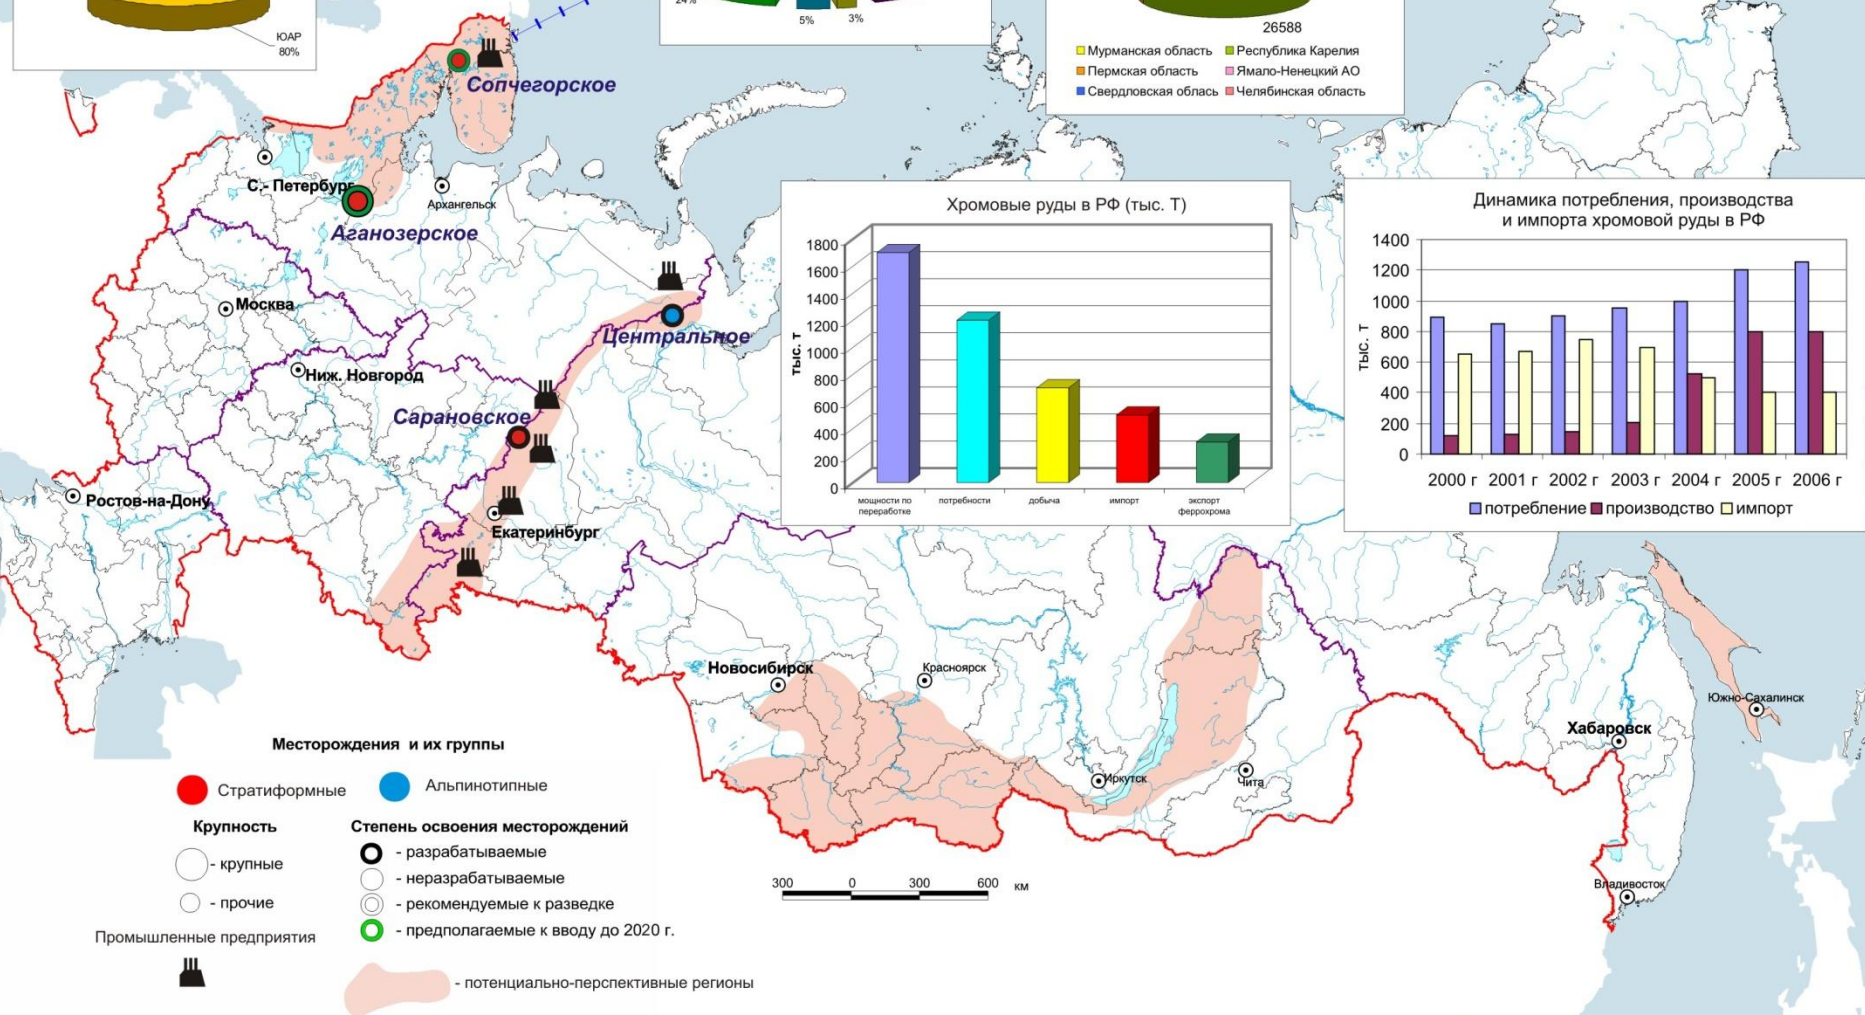 ЮАР
80%
24%
5%
3%
26588
Мурманская область
Республика Карелия
Пермская область
Ямало-Ненецкий АО
Свердловская облась
Челябинская область
Сопчегорское
С.- Петербург
Архангельск
Аганозерское
Москва
Центральное
Ниж. Новгород
Сарановское
Ростов-на-Дону
Екатеринбург
Хромовые руды в РФ (тыс. Т)
тыс. т
1800
1600
1400
1200
1000
800
600
400
200
0
мощности по
переработке
потребности
добыча
импорт
экспорт
феррохрома
Динамика потребления, производства
и импорта хромовой руды в РФ
тыс. т
1400
1200
1000
800
600
400
200
0
2000 г 2001 г 2002 г 2003 г 2004 г 2005 г 2006 г
потребление производство импорт
Новосибирск
Красноярск
Иркутск
Чита
Южно-Сахалинск
Хабаровск
Владивосток
Месторождения и их группы
Стратиформные
Альпинотипные
Крупность
- крупные
- прочие
Промышленные предприятия
Степень освоения месторождений
- разрабатываемые
- неразрабатываемые
- рекомендуемые к разведке
- предполагаемые к вводу до 2020 г.
- потенциально-перспективные регионы
300 0 300 600 км